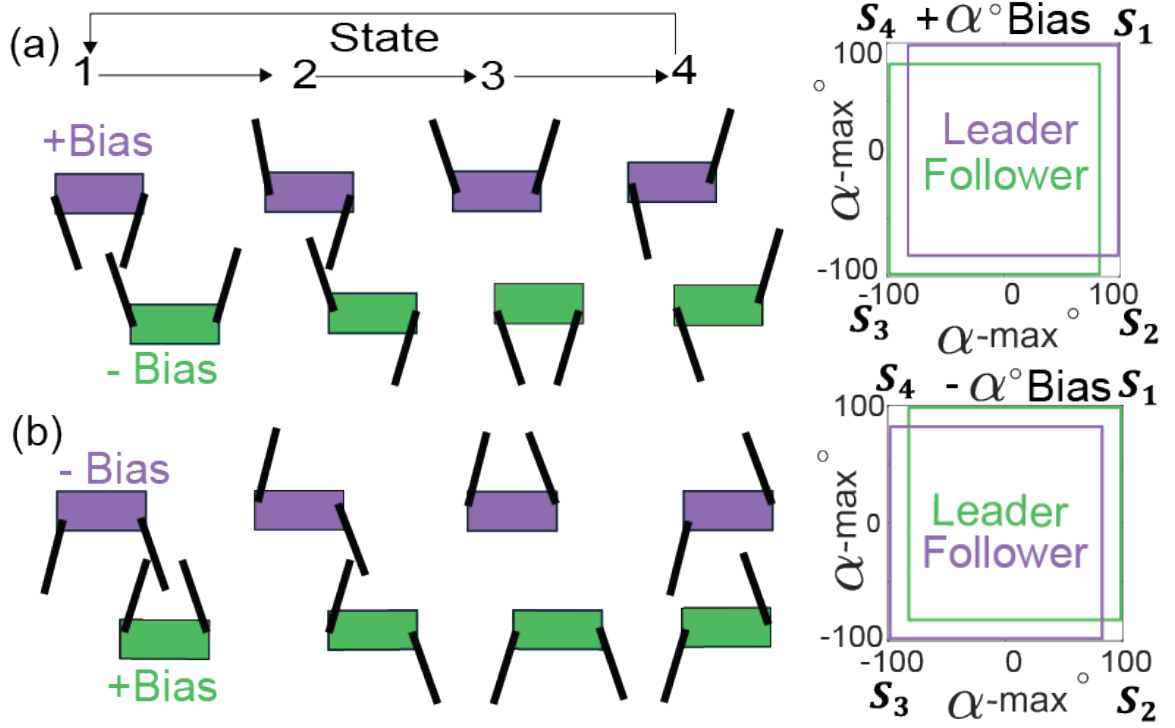 (a)
State
1 2 3 4
+Bias
- Bias
S₄ + α° Bias S₁
100
0
-100
α-max °
Leader
Follower
-100 0 100
S₃ S₂
α-max °
(b)
- Bias
+Bias
S₄ - α° Bias S₁
100
0
-100
α-max °
Leader
Follower
-100 0 100
S₃ S₂
α-max °